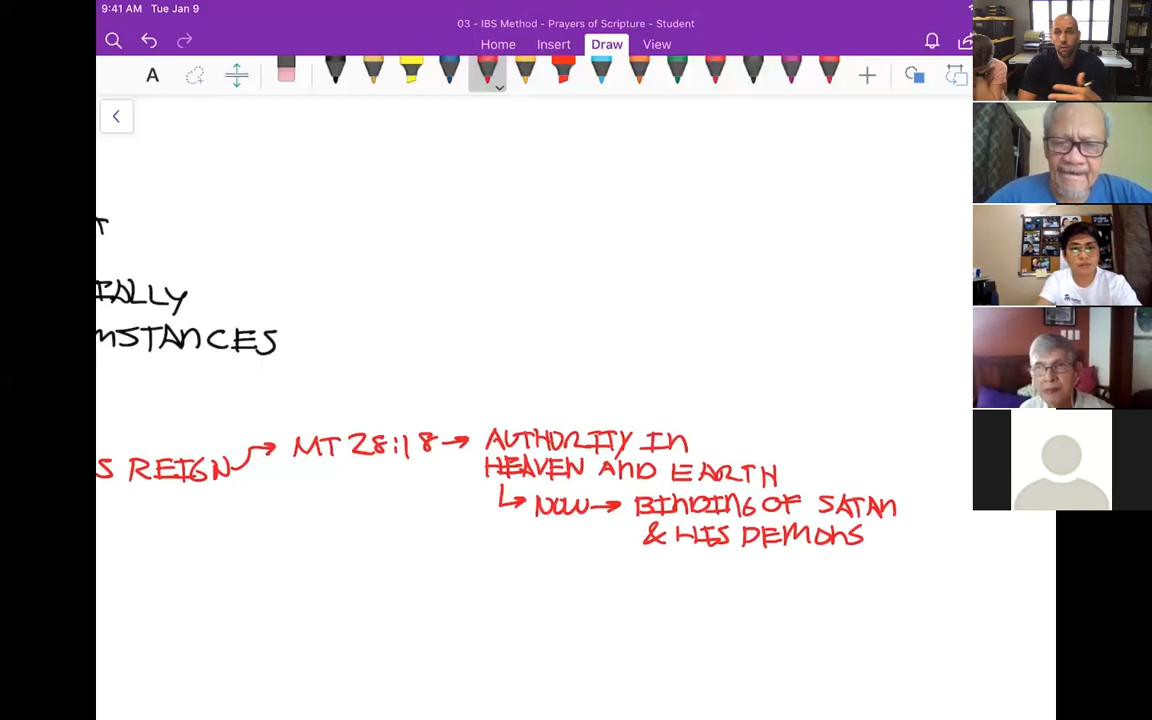 9:41 AM Tue Jan 9
03 - IBS Method - Prayers of Scripture - Student
Home Insert Draw View
A
T
IALLY
MSTANCES
S REIGN → MT 28:18 → AUTHORITY IN
HEAVEN AND EARTH
↳ NOW → BINDING OF SATAN
& HIS DEMONS